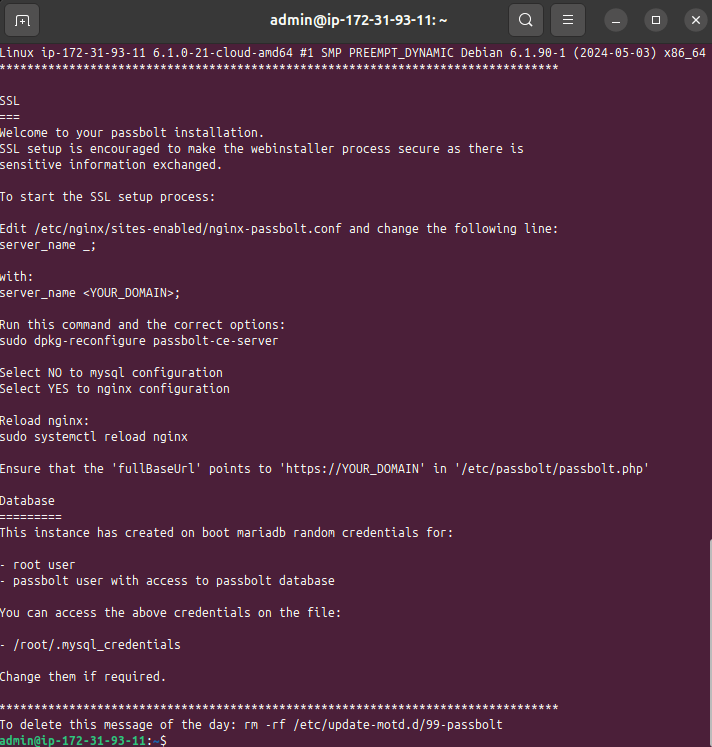 admin@ip-172-31-93-11: ~
Linux ip-172-31-93-11 6.1.0-21-cloud-amd64 #1 SMP PREEMPT_DYNAMIC Debian 6.1.90-1 (2024-05-03) x86_64
********************************************************************************
SSL
===
Welcome to your passbolt installation.
SSL setup is encouraged to make the webinstaller process secure as there is
sensitive information exchanged.
To start the SSL setup process:
Edit /etc/nginx/sites-enabled/nginx-passbolt.conf and change the following line:
server_name _;
with:
server_name <YOUR_DOMAIN>;
Run this command and the correct options:
sudo dpkg-reconfigure passbolt-ce-server
Select NO to mysql configuration
Select YES to nginx configuration
Reload nginx:
sudo systemctl reload nginx
Ensure that the 'fullBaseUrl' points to 'https://YOUR_DOMAIN' in '/etc/passbolt/passbolt.php'
Database
=========
This instance has created on boot mariadb random credentials for:
- root user
- passbolt user with access to passbolt database
You can access the above credentials on the file:
- /root/.mysql_credentials
Change them if required.
********************************************************************************
To delete this message of the day: rm -rf /etc/update-motd.d/99-passbolt
admin@ip-172-31-93-11:~$